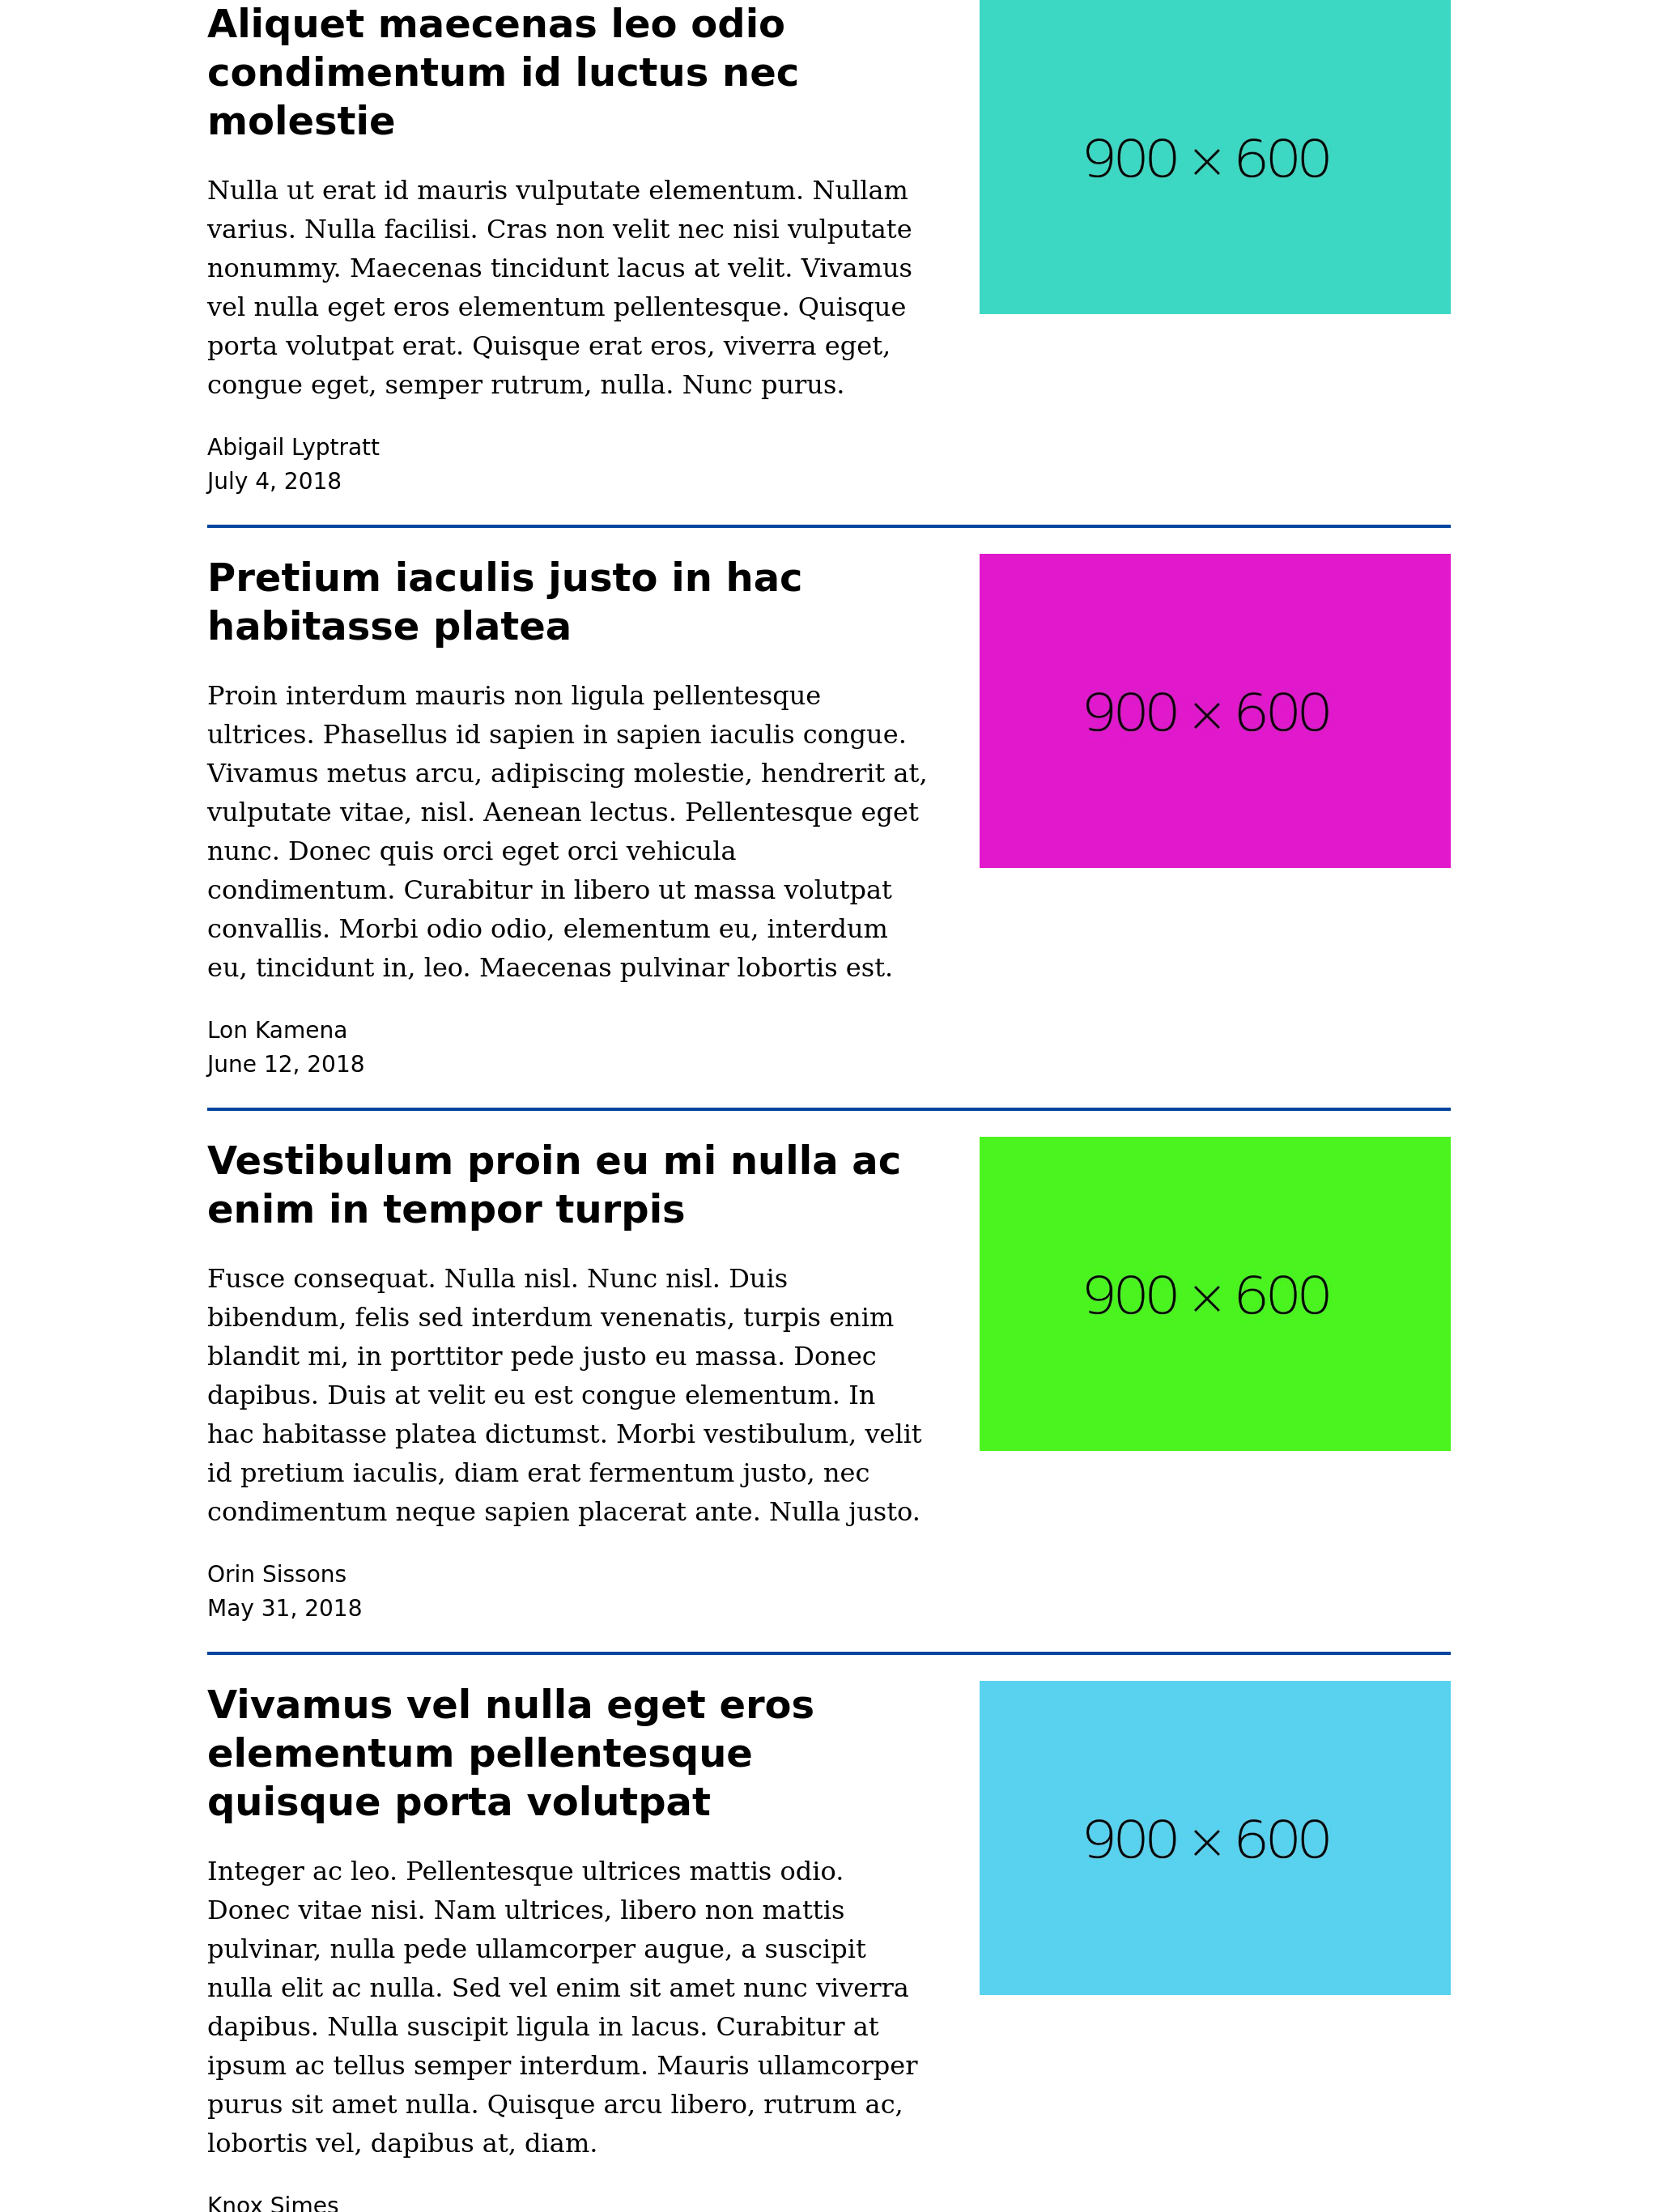 Aliquet maecenas leo odio
condimentum id luctus nec
molestie
900 × 600
Nulla ut erat id mauris vulputate elementum. Nullam
varius. Nulla facilisi. Cras non velit nec nisi vulputate
nonummy. Maecenas tincidunt lacus at velit. Vivamus
vel nulla eget eros elementum pellentesque. Quisque
porta volutpat erat. Quisque erat eros, viverra eget,
congue eget, semper rutrum, nulla. Nunc purus.
Abigail Lyptratt
July 4, 2018
Pretium iaculis justo in hac
habitasse platea
900 × 600
Proin interdum mauris non ligula pellentesque
ultrices. Phasellus id sapien in sapien iaculis congue.
Vivamus metus arcu, adipiscing molestie, hendrerit at,
vulputate vitae, nisl. Aenean lectus. Pellentesque eget
nunc. Donec quis orci eget orci vehicula
condimentum. Curabitur in libero ut massa volutpat
convallis. Morbi odio odio, elementum eu, interdum
eu, tincidunt in, leo. Maecenas pulvinar lobortis est.
Lon Kamena
June 12, 2018
Vestibulum proin eu mi nulla ac
enim in tempor turpis
900 × 600
Fusce consequat. Nulla nisl. Nunc nisl. Duis
bibendum, felis sed interdum venenatis, turpis enim
blandit mi, in porttitor pede justo eu massa. Donec
dapibus. Duis at velit eu est congue elementum. In
hac habitasse platea dictumst. Morbi vestibulum, velit
id pretium iaculis, diam erat fermentum justo, nec
condimentum neque sapien placerat ante. Nulla justo.
Orin Sissons
May 31, 2018
Vivamus vel nulla eget eros
elementum pellentesque
quisque porta volutpat
900 × 600
Integer ac leo. Pellentesque ultrices mattis odio.
Donec vitae nisi. Nam ultrices, libero non mattis
pulvinar, nulla pede ullamcorper augue, a suscipit
nulla elit ac nulla. Sed vel enim sit amet nunc viverra
dapibus. Nulla suscipit ligula in lacus. Curabitur at
ipsum ac tellus semper interdum. Mauris ullamcorper
purus sit amet nulla. Quisque arcu libero, rutrum ac,
lobortis vel, dapibus at, diam.
Knox Simes